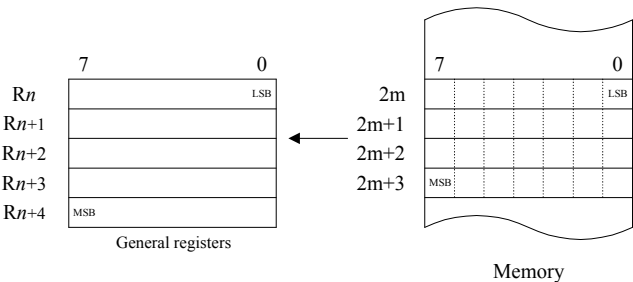 7 0
Rn LSB
Rn+1
Rn+2
Rn+3
Rn+4 MSB
General registers
7 0
2m LSB
2m+1
2m+2
2m+3 MSB
Memory